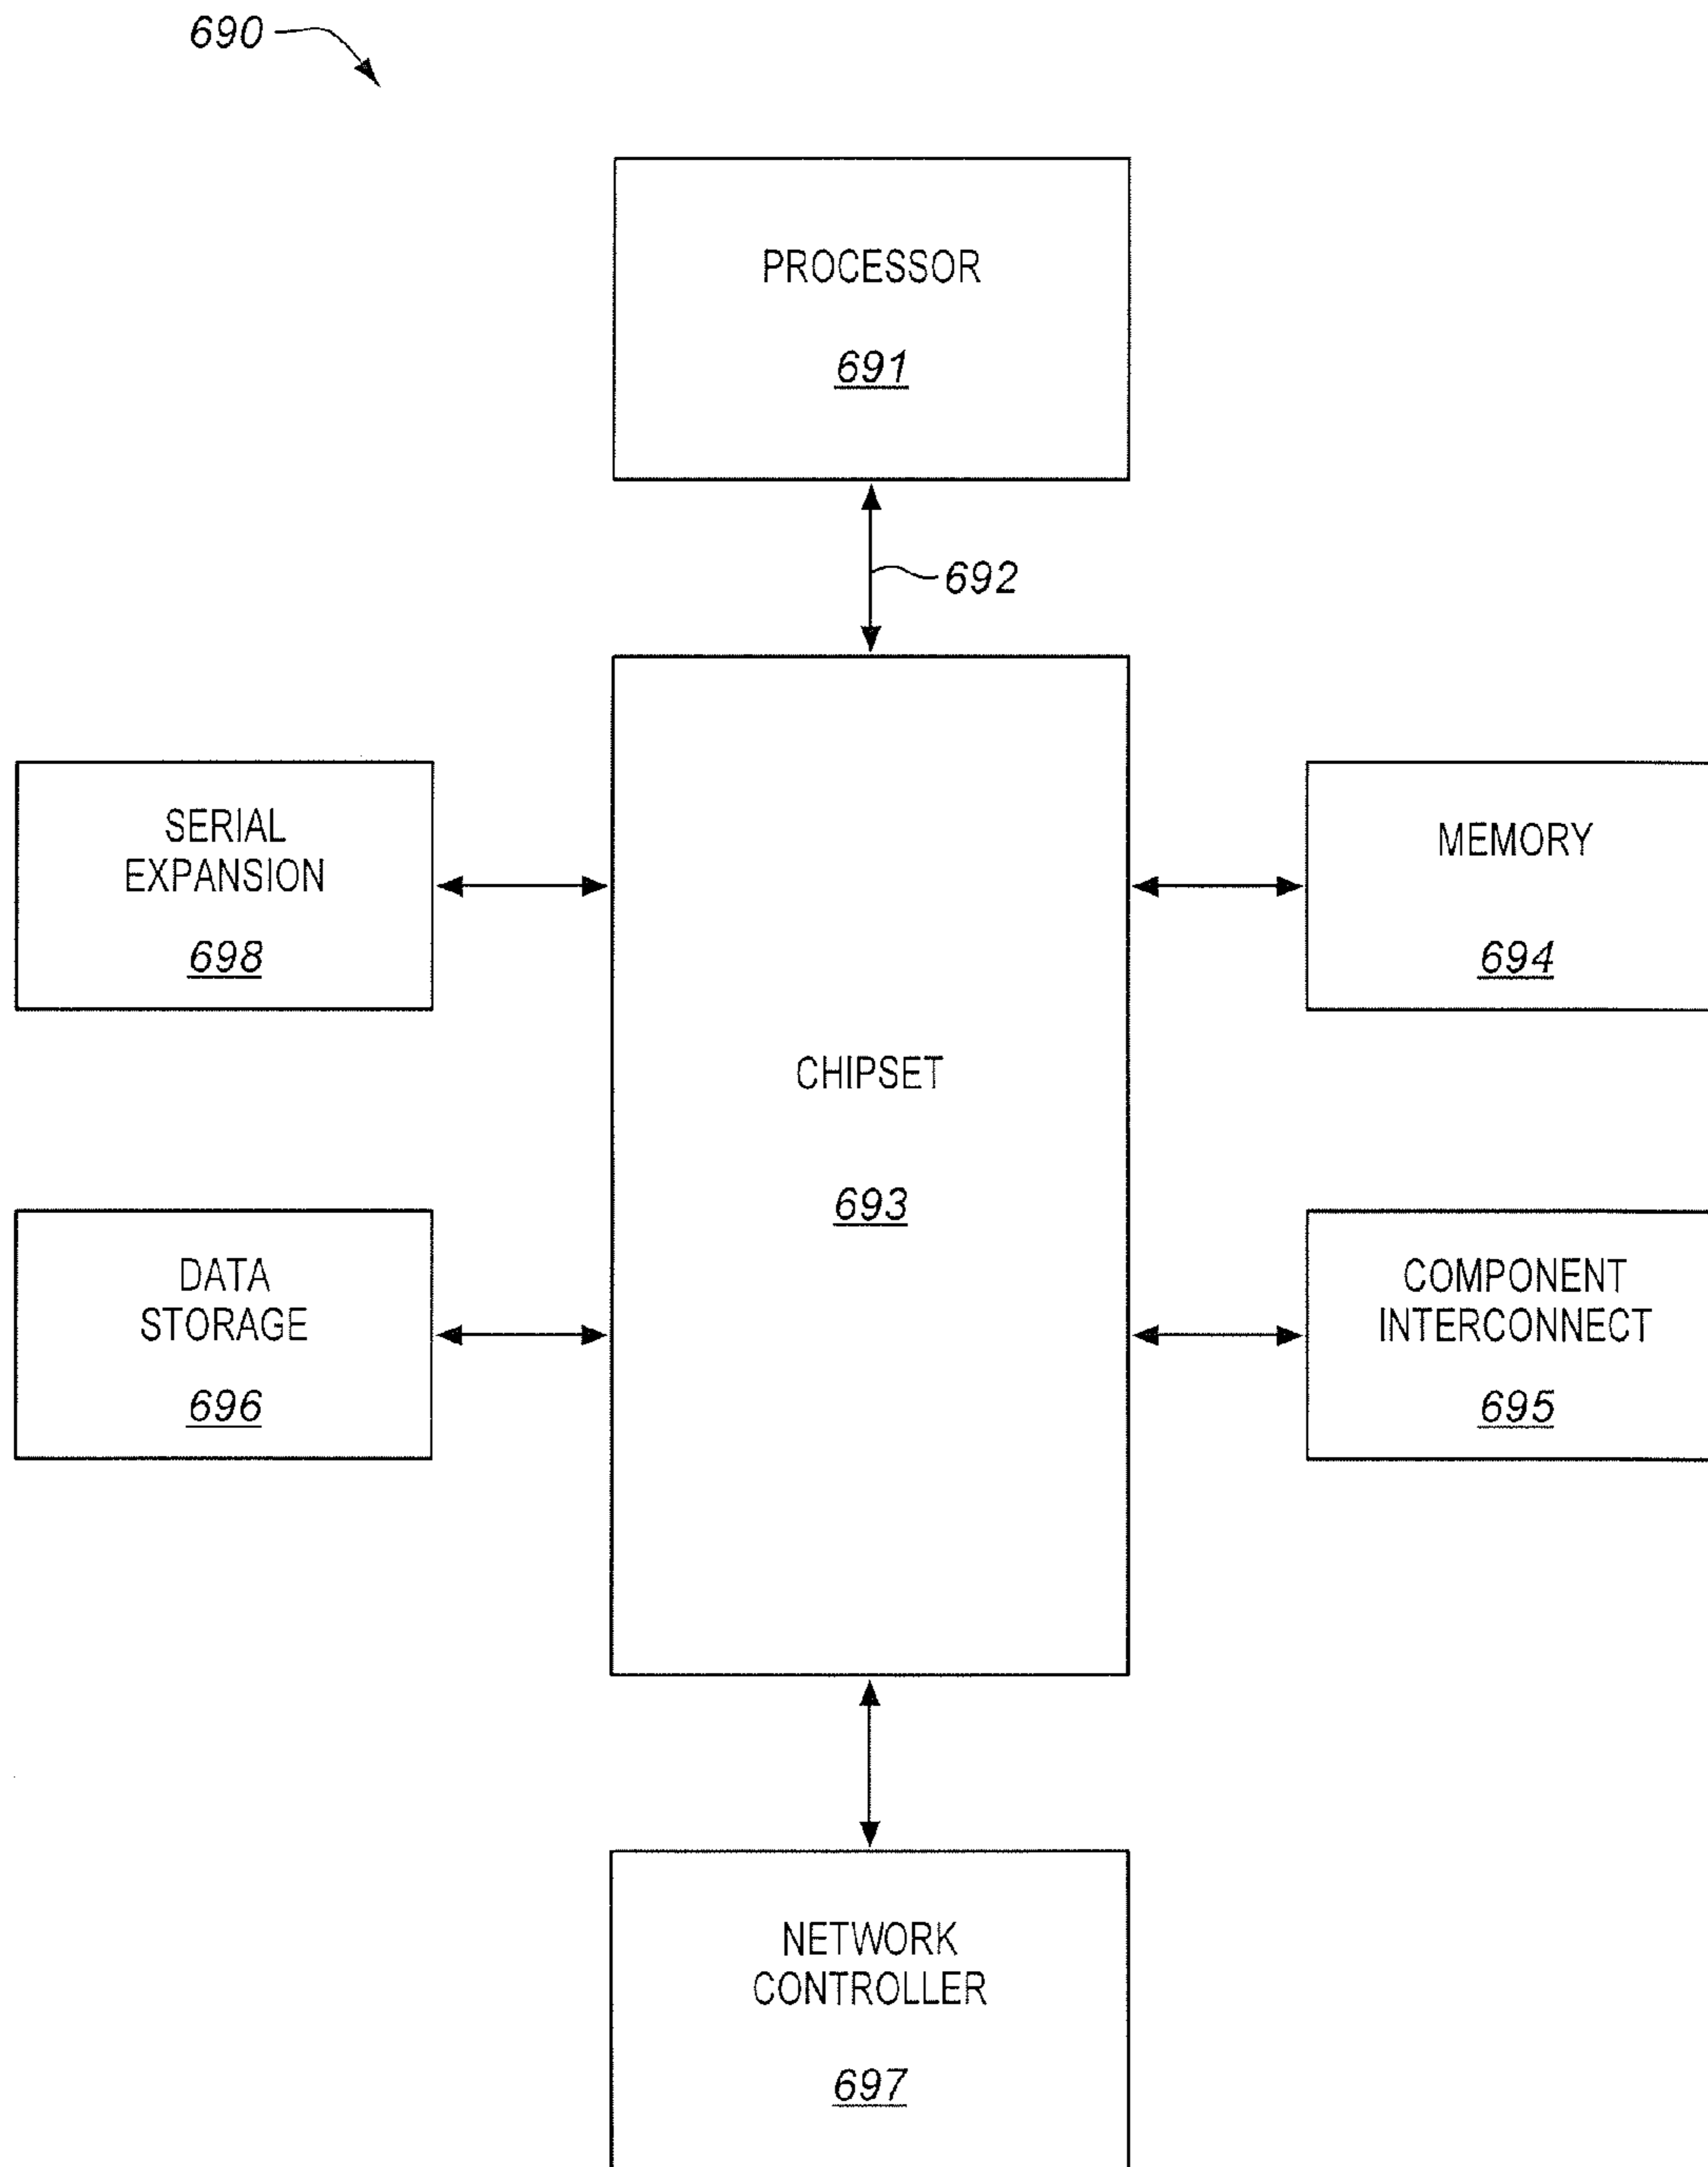 690
PROCESSOR
691
692
SERIAL
EXPANSION
698
MEMORY
694
CHIPSET
693
DATA
STORAGE
696
COMPONENT
INTERCONNECT
695
NETWORK
CONTROLLER
697